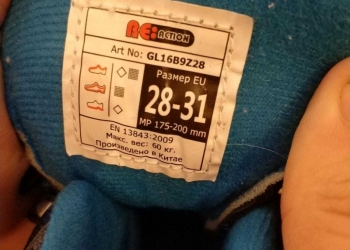 RE:ACTION
Art No: GL16B9Z28
Размер EU
28-31
MP 175-200 mm
EN 13843:2009
Макс. вес: 60 кг.
Произведено в Китае